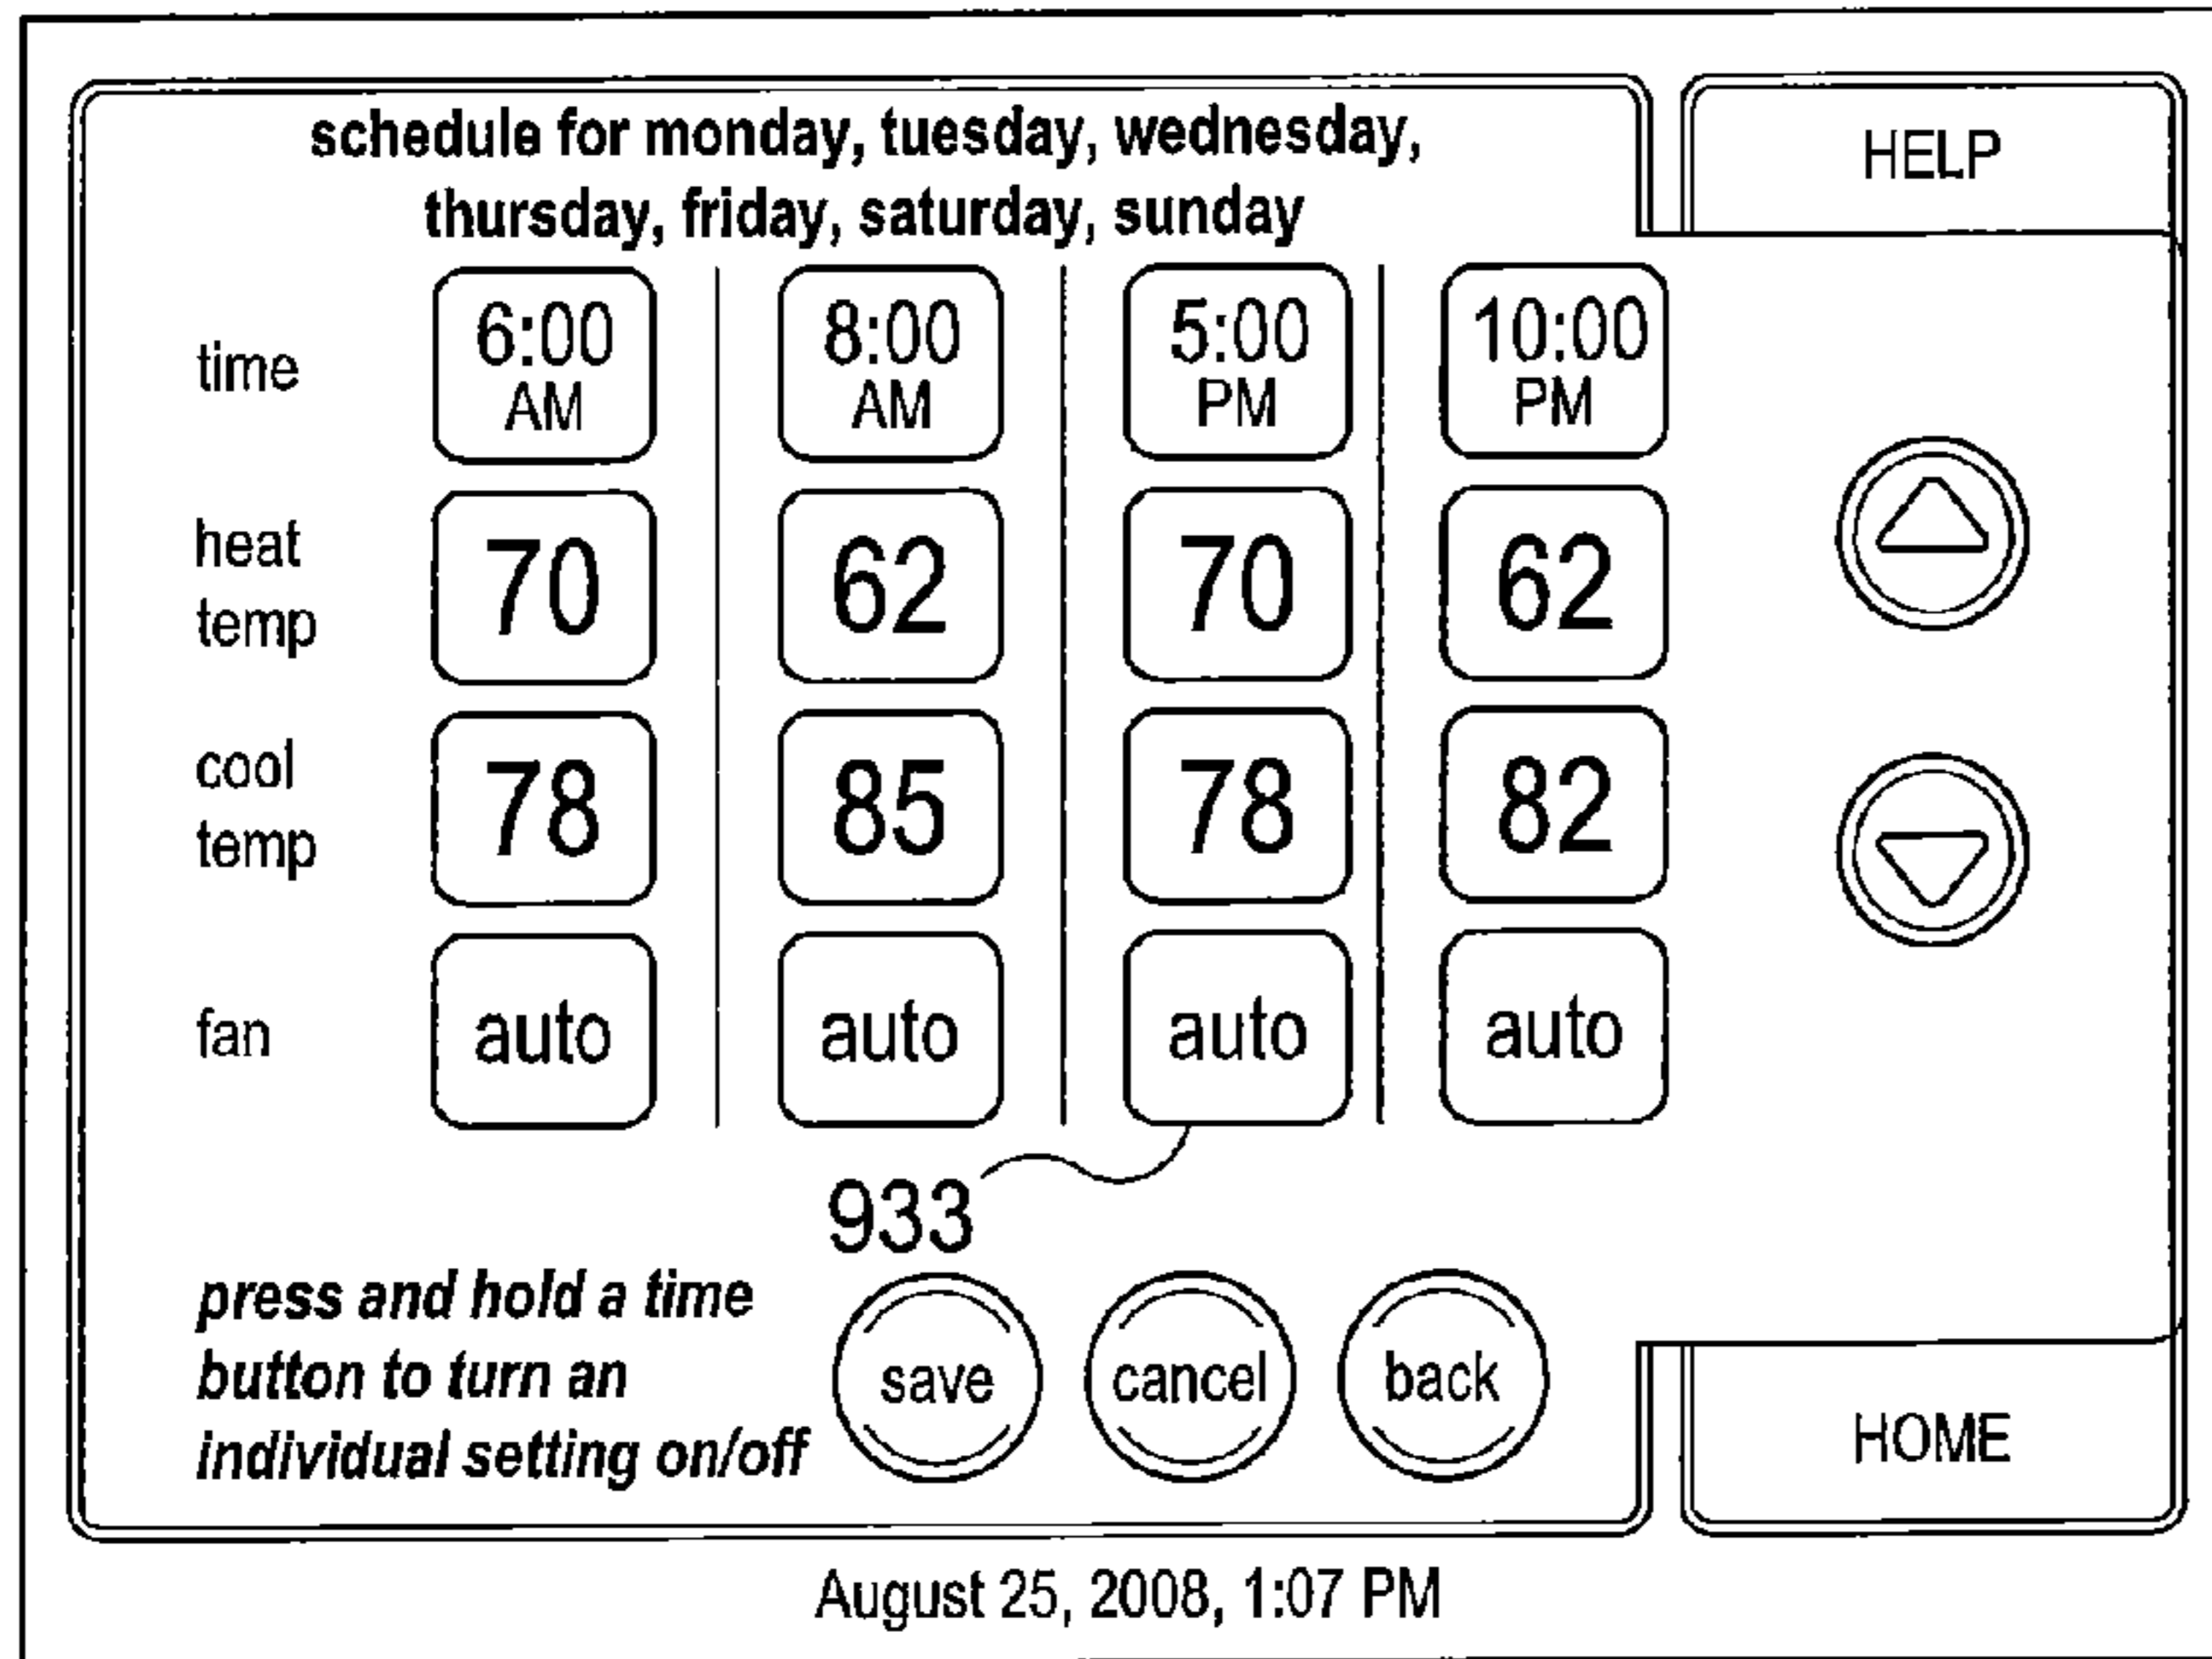 schedule for monday, tuesday, wednesday,
thursday, friday, saturday, sunday
HELP
time
6:00 AM
8:00 AM
5:00 PM
10:00 PM
heat temp
70
62
70
62
cool temp
78
85
78
82
fan
auto
auto
auto
auto
933
press and hold a time
button to turn an
individual setting on/off
save
cancel
back
HOME
August 25, 2008, 1:07 PM